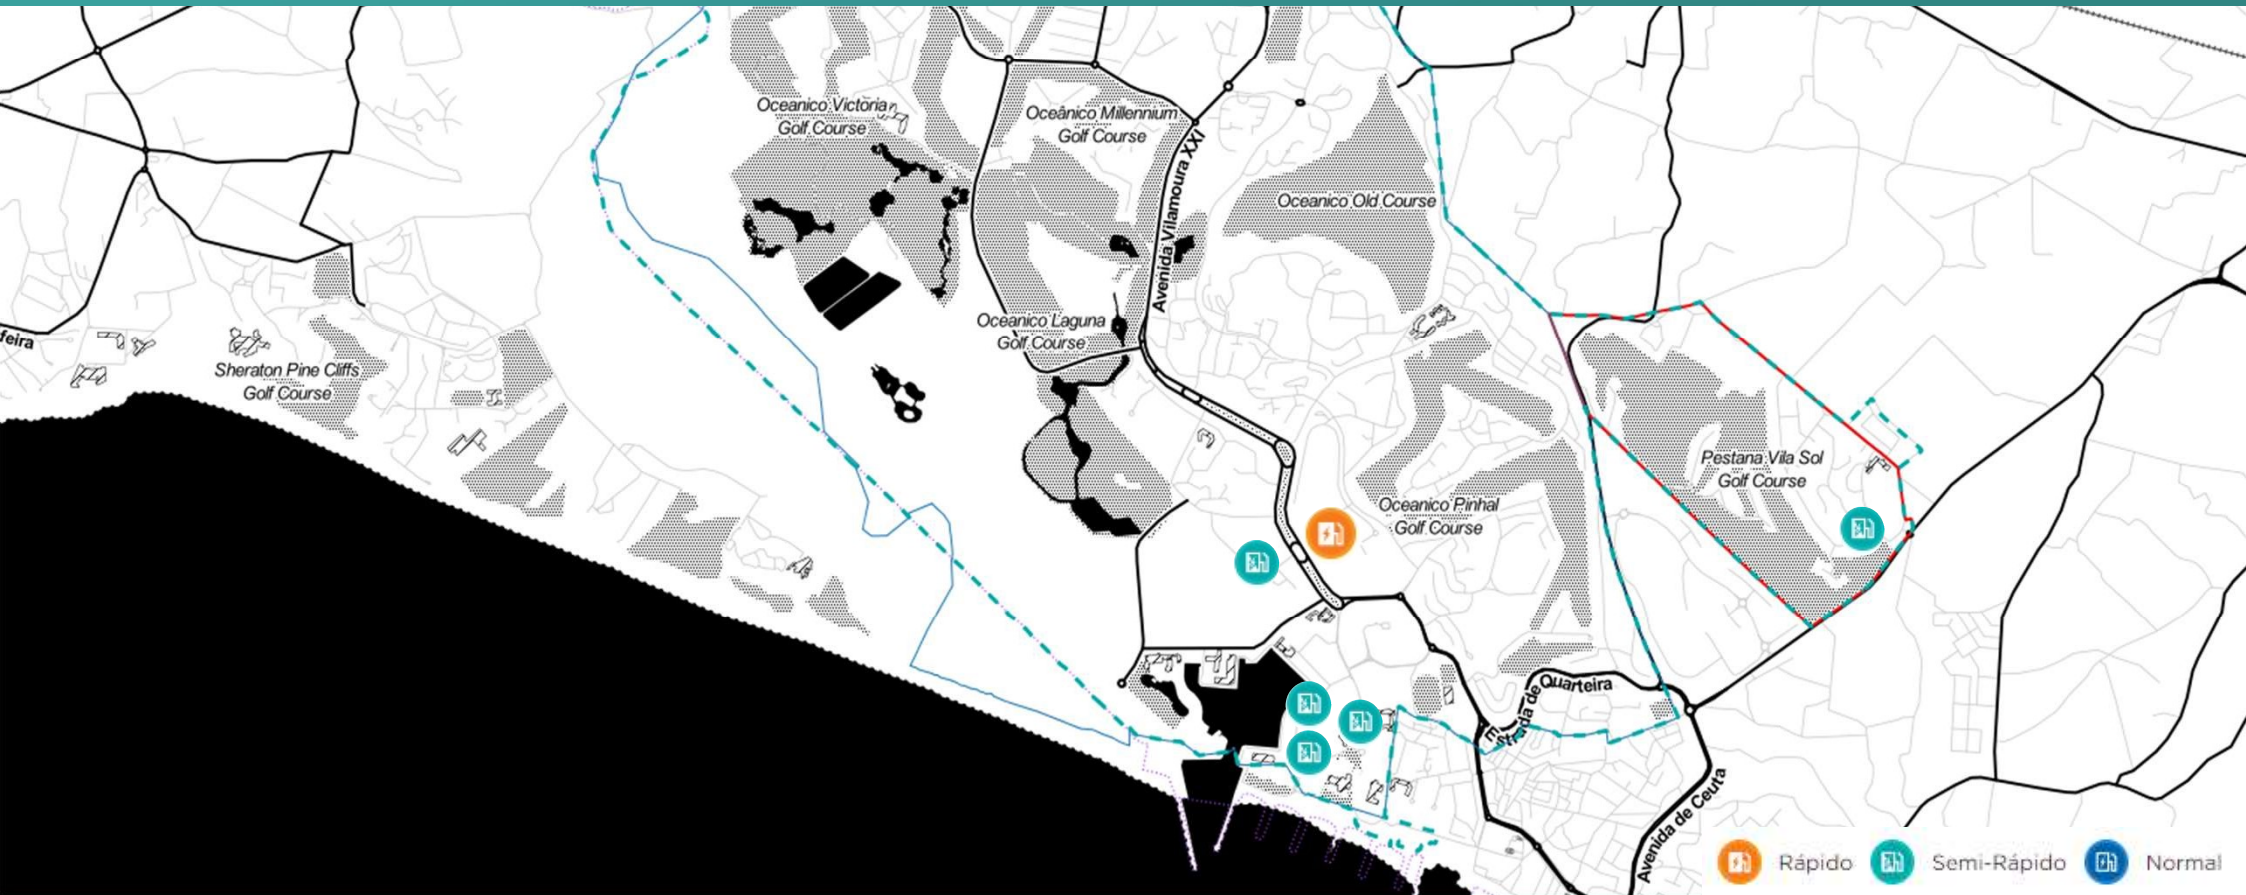 Oceanico Victoria
Golf Course
Oceânico Millennium
Golf Course
Avenida Vilamoura XXI
Oceanico Old Course
Oceanico Laguna
Golf Course
feira
Sheraton Pine Cliffs
Golf Course
Pestana Vila Sol
Golf Course
Oceanico Pinhal
Golf Course
Estrada de Quarteira
Avenida de Ceuta
Rápido
Semi-Rápido
Normal